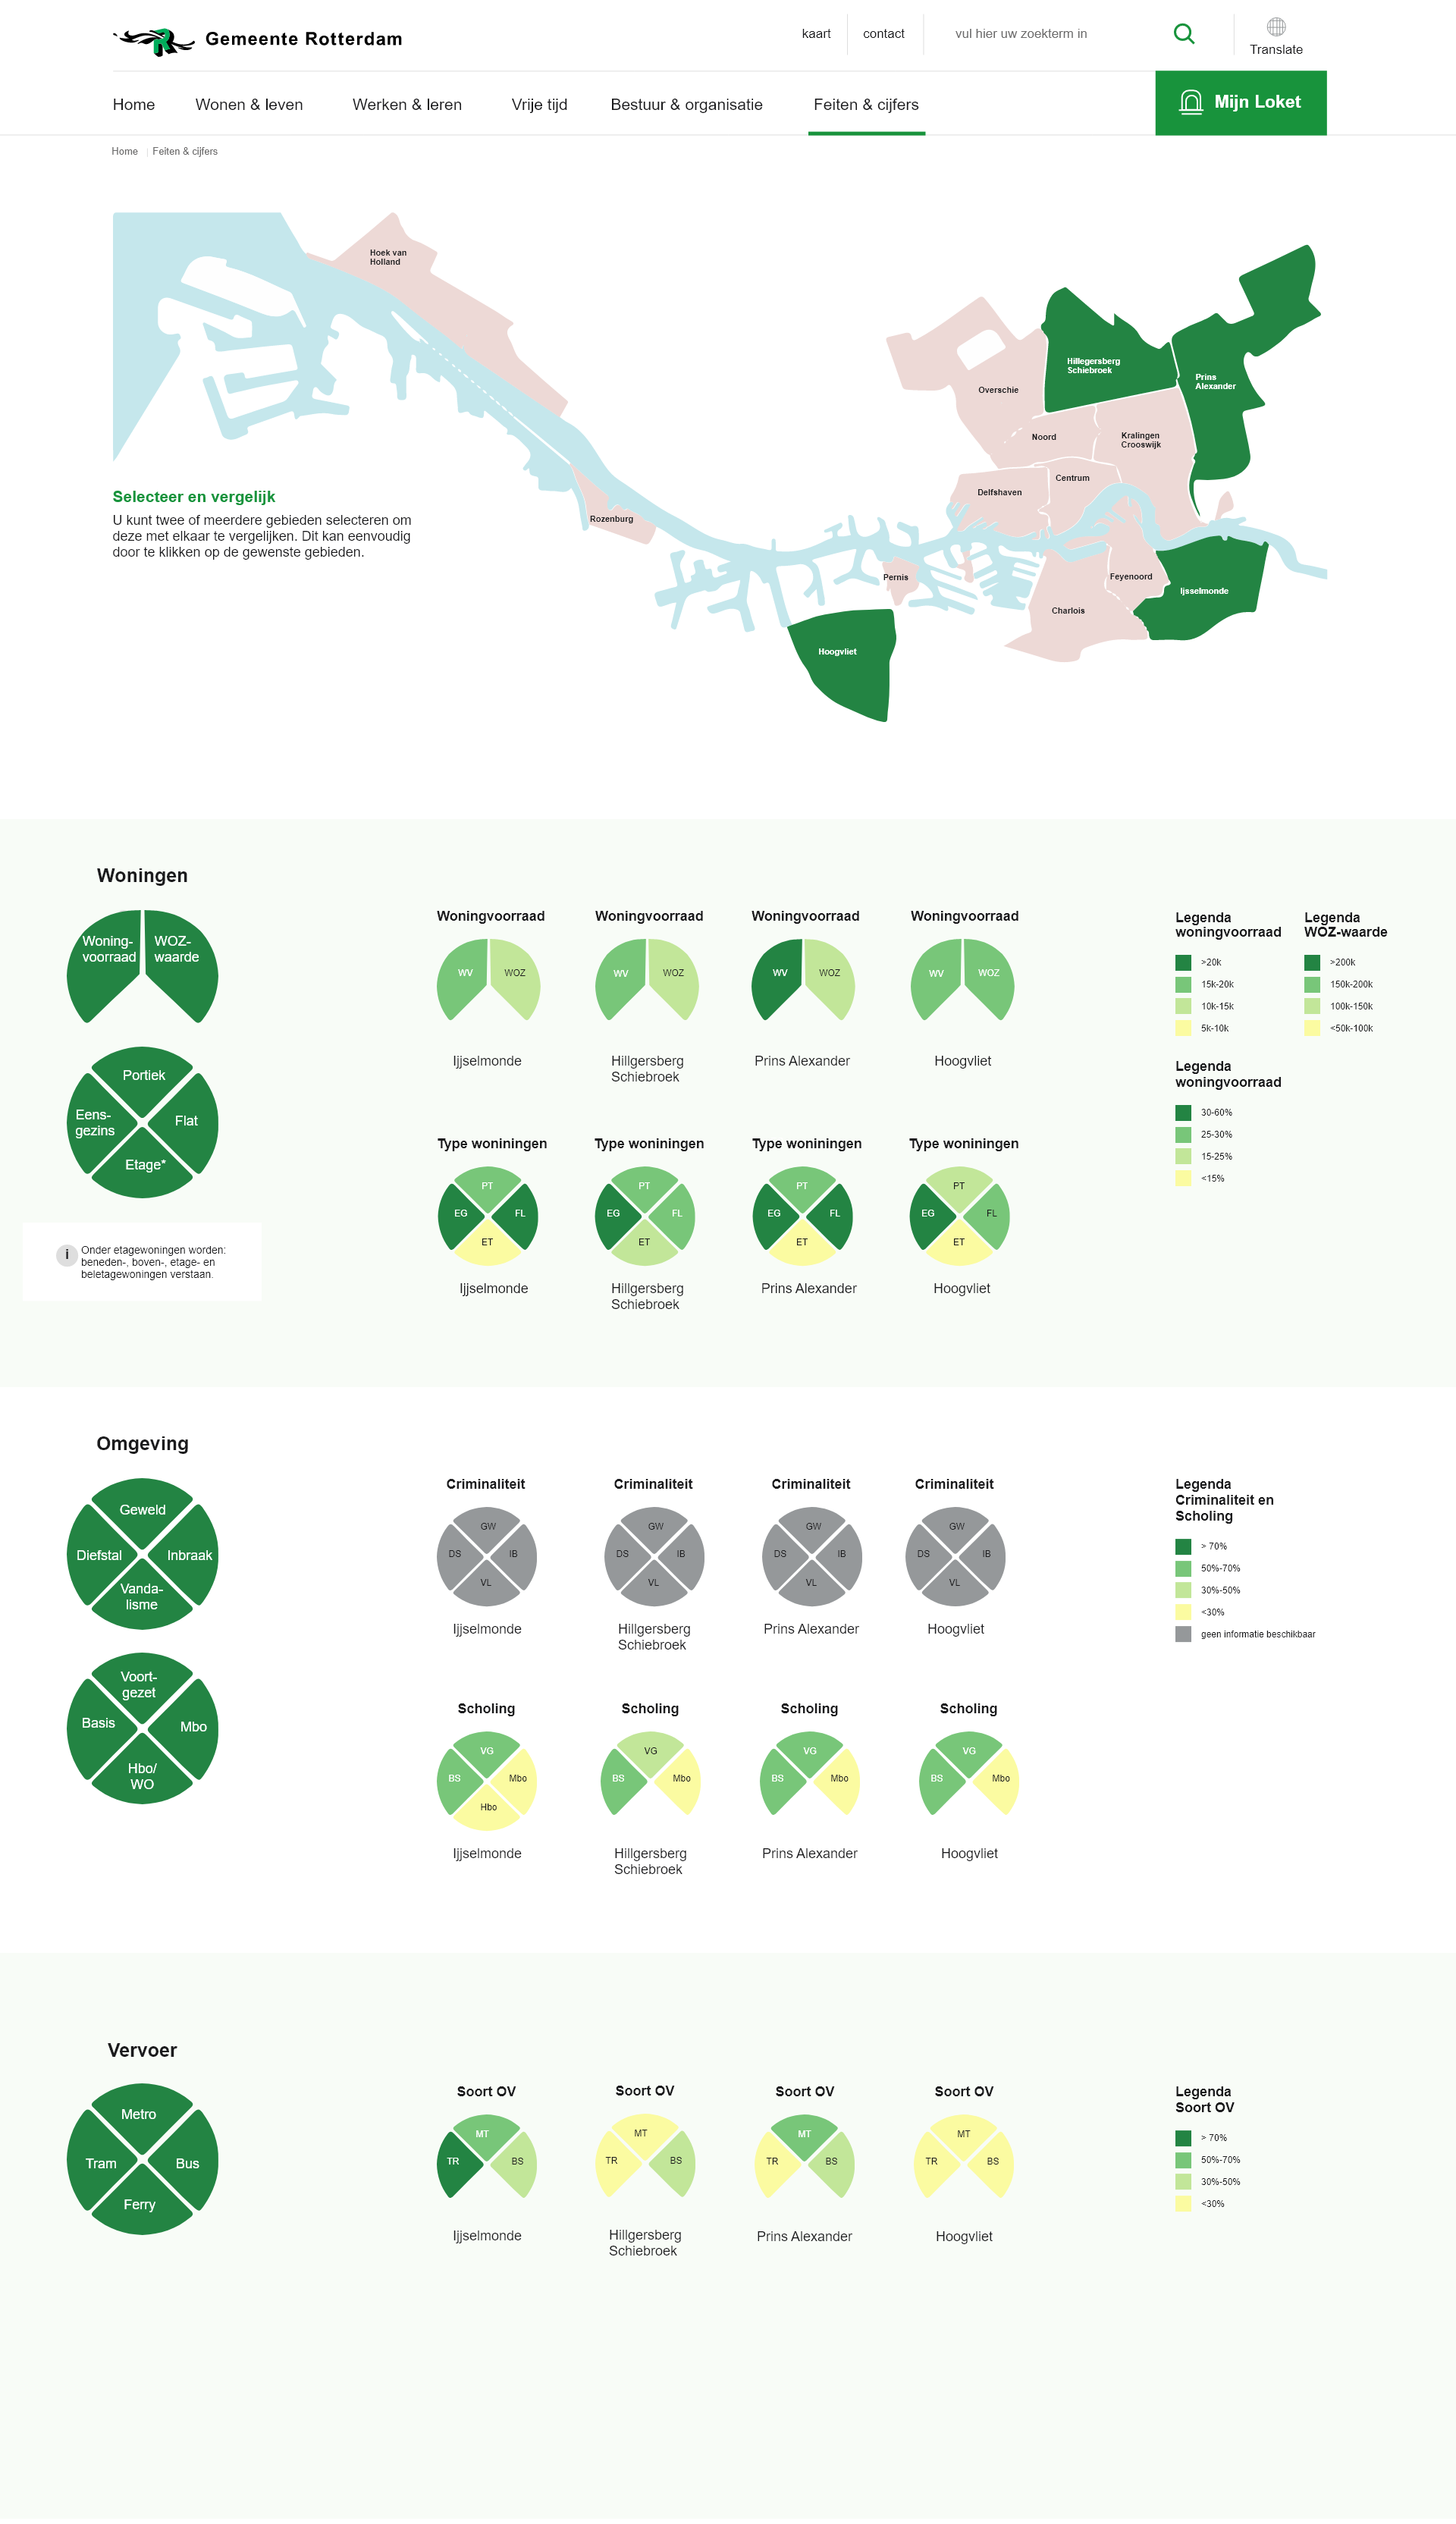 Gemeente Rotterdam
kaart
contact
vul hier uw zoekterm in
Translate
Home
Wonen & leven
Werken & leren
Vrije tijd
Bestuur & organisatie
Feiten & cijfers
Mijn Loket
Home
Feiten & cijfers
Hoek van
Holland
Hillegersberg
Schiebroek
Prins
Alexander
Overschie
Noord
Kralingen
Crooswijk
Centrum
Delfshaven
Rozenburg
Pernis
Feyenoord
Ijsselmonde
Charlois
Hoogvliet
Selecteer en vergelijk
U kunt twee of meerdere gebieden selecteren om
deze met elkaar te vergelijken. Dit kan eenvoudig
door te klikken op de gewenste gebieden.
Woningen
Woning-
voorraad
WOZ-
waarde
Portiek
Eens-
gezins
Flat
Etage*
i
Onder etagewoningen worden:
beneden-, boven-, etage- en
beletagewoningen verstaan.
Woningvoorraad
Woningvoorraad
Woningvoorraad
Woningvoorraad
WV
WOZ
WV
WOZ
WV
WOZ
WV
WOZ
Ijjselmonde
Hillgersberg
Schiebroek
Prins Alexander
Hoogvliet
Type woniningen
Type woniningen
Type woniningen
Type woniningen
PT
EG
FL
ET
PT
EG
FL
ET
PT
EG
FL
ET
PT
EG
FL
ET
Ijjselmonde
Hillgersberg
Schiebroek
Prins Alexander
Hoogvliet
Legenda
woningvoorraad
>20k
15k-20k
10k-15k
5k-10k
Legenda
WOZ-waarde
>200k
150k-200k
100k-150k
<50k-100k
Legenda
woningvoorraad
30-60%
25-30%
15-25%
<15%
Omgeving
Geweld
Diefstal
Inbraak
Vanda-
lisme
Voort-
gezet
Basis
Mbo
Hbo/
WO
Criminaliteit
Criminaliteit
Criminaliteit
Criminaliteit
GW
DS
IB
VL
GW
DS
IB
VL
GW
DS
IB
VL
GW
DS
IB
VL
Ijjselmonde
Hillgersberg
Schiebroek
Prins Alexander
Hoogvliet
Scholing
Scholing
Scholing
Scholing
VG
BS
Mbo
Hbo
VG
BS
Mbo
VG
BS
Mbo
VG
BS
Mbo
Ijjselmonde
Hillgersberg
Schiebroek
Prins Alexander
Hoogvliet
Legenda
Criminaliteit en
Scholing
> 70%
50%-70%
30%-50%
<30%
geen informatie beschikbaar
Vervoer
Metro
Tram
Bus
Ferry
Soort OV
Soort OV
Soort OV
Soort OV
MT
TR
BS
MT
TR
BS
MT
TR
BS
MT
TR
BS
Ijjselmonde
Hillgersberg
Schiebroek
Prins Alexander
Hoogvliet
Legenda
Soort OV
> 70%
50%-70%
30%-50%
<30%